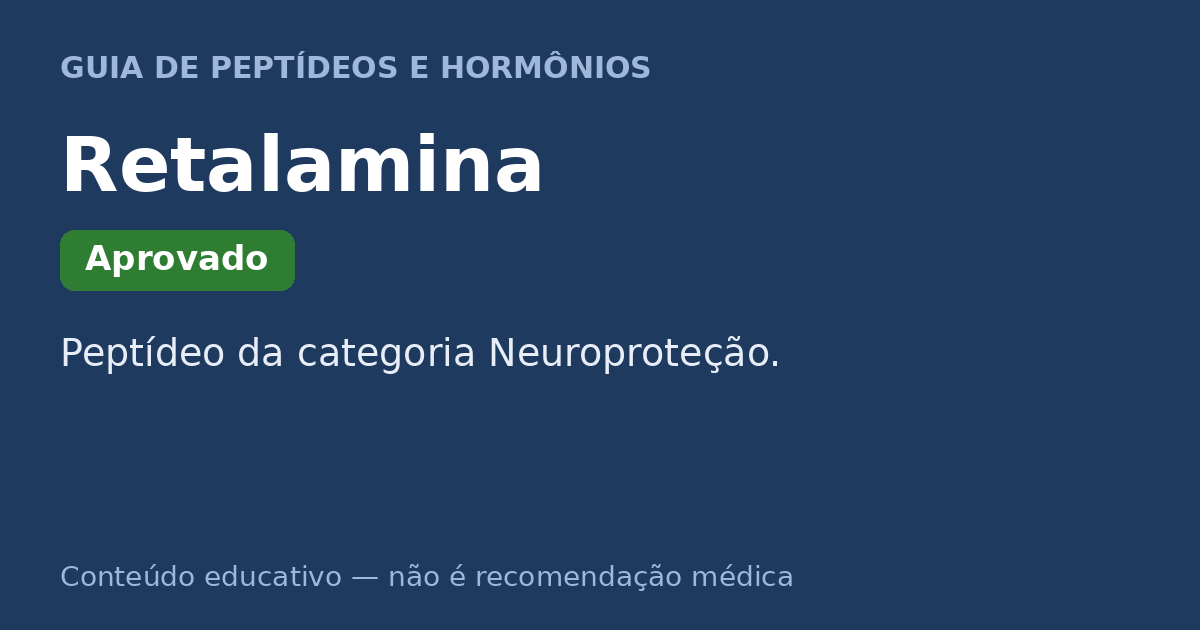 GUIA DE PEPTÍDEOS E HORMÔNIOS
Retalamina
Aprovado
Peptídeo da categoria Neuroproteção.
Conteúdo educativo — não é recomendação médica